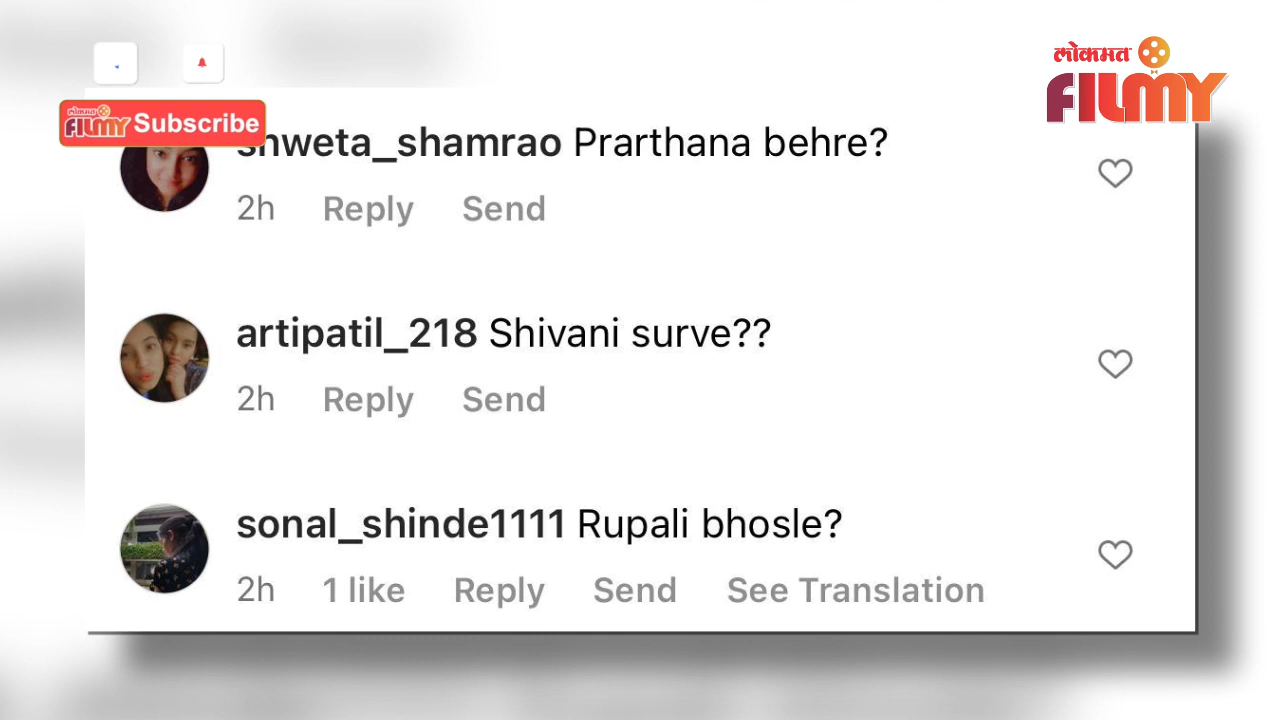 लोकमत
FILMY
लोकमत
FILMY Subscribe
shweta_shamrao Prarthana behre?
2h Reply Send
artipatil_218 Shivani surve??
2h Reply Send
sonal_shinde1111 Rupali bhosle?
2h 1 like Reply Send See Translation